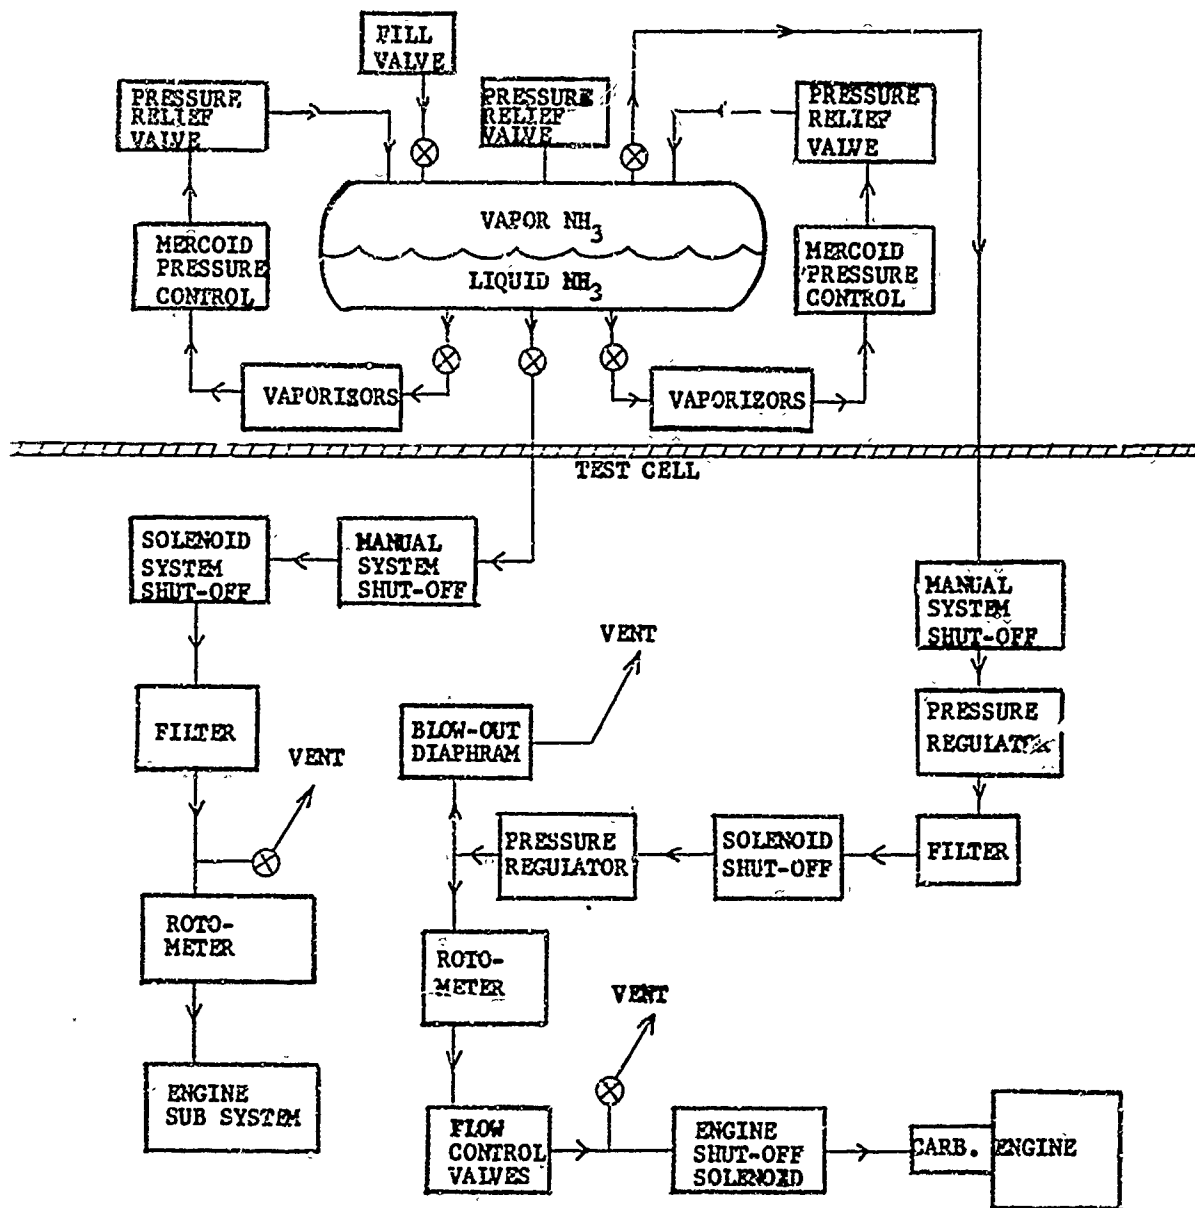 FILL
VALVE
PRESSURE
RELIEF
VALVE
PRESSURE
RELIEF
VALVE
PRESSURE
RELIEF
VALVE
MERCOID
PRESSURE
CONTROL
VAPOR NH3
LIQUID NH3
MERCOID
PRESSURE
CONTROL
VAPORIZORS
VAPORIZORS
TEST CELL
SOLENOID
SYSTEM
SHUT-OFF
MANUAL
SYSTEM
SHUT-OFF
MANUAL
SYSTEM
SHUT-OFF
VENT
FILTER
VENT
BLOW-OUT
DIAPHRAM
PRESSURE
REGULATOR
PRESSURE
REGULATOR
SOLENOID
SHUT-OFF
FILTER
ROTO-
METER
ROTO-
METER
VENT
ENGINE
SUB SYSTEM
FLOW
CONTROL
VALVES
ENGINE
SHUT-OFF
SOLENOID
CARB.
ENGINE